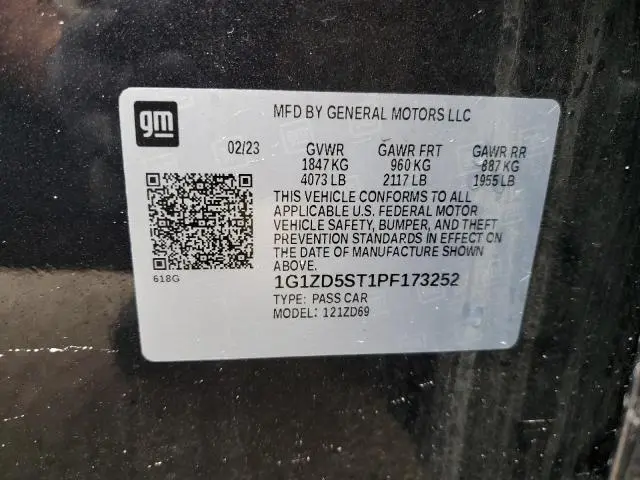 gm
MFD BY GENERAL MOTORS LLC
02/23 GVWR GAWR FRT GAWR RR
1847 KG 960 KG 887 KG
4073 LB 2117 LB 1955 LB
THIS VEHICLE CONFORMS TO ALL
APPLICABLE U.S. FEDERAL MOTOR
VEHICLE SAFETY, BUMPER, AND THEFT
PREVENTION STANDARDS IN EFFECT ON
THE DATE OF MANUFACTURE SHOWN
ABOVE.
618G
1G1ZD5ST1PF173252
TYPE: PASS CAR
MODEL: 121ZD69